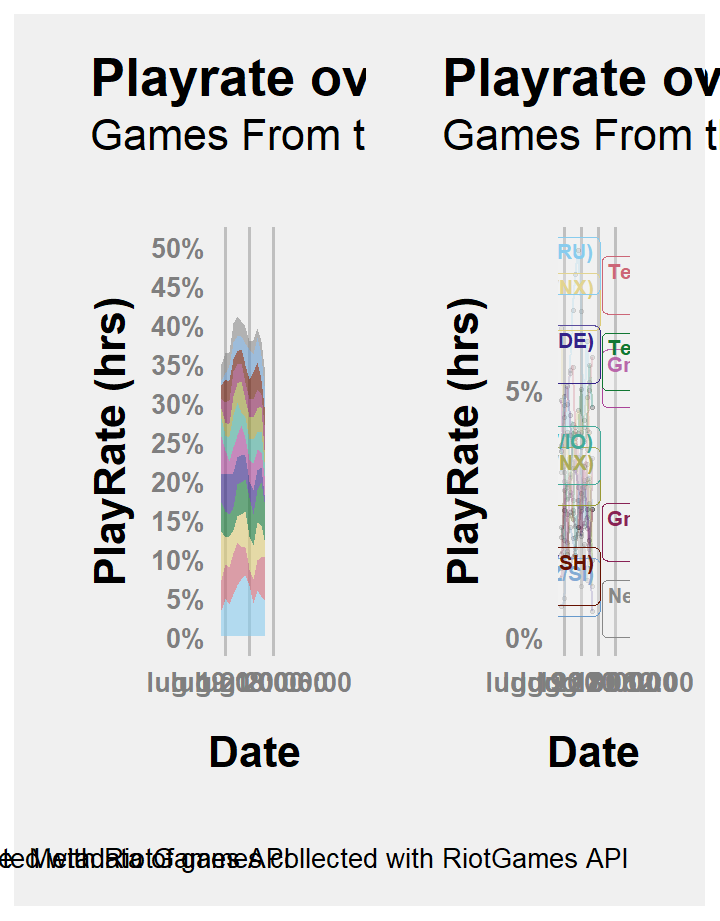 Playrate ov
Games From t
PlayRate (hrs)
50%
45%
40%
35%
30%
25%
20%
15%
10%
5%
0%
Date
Playrate ov
Games From t
PlayRate (hrs)
5%
0%
RU)
NX)
DE)
/IO)
NX)
SH)
/SI)
Te
Te
Gr
Gr
Ne
Date
collected with RiotGames API